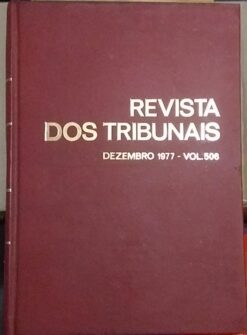 REVISTA
DOS TRIBUNAIS
DEZEMBRO 1977 - VOL. 506